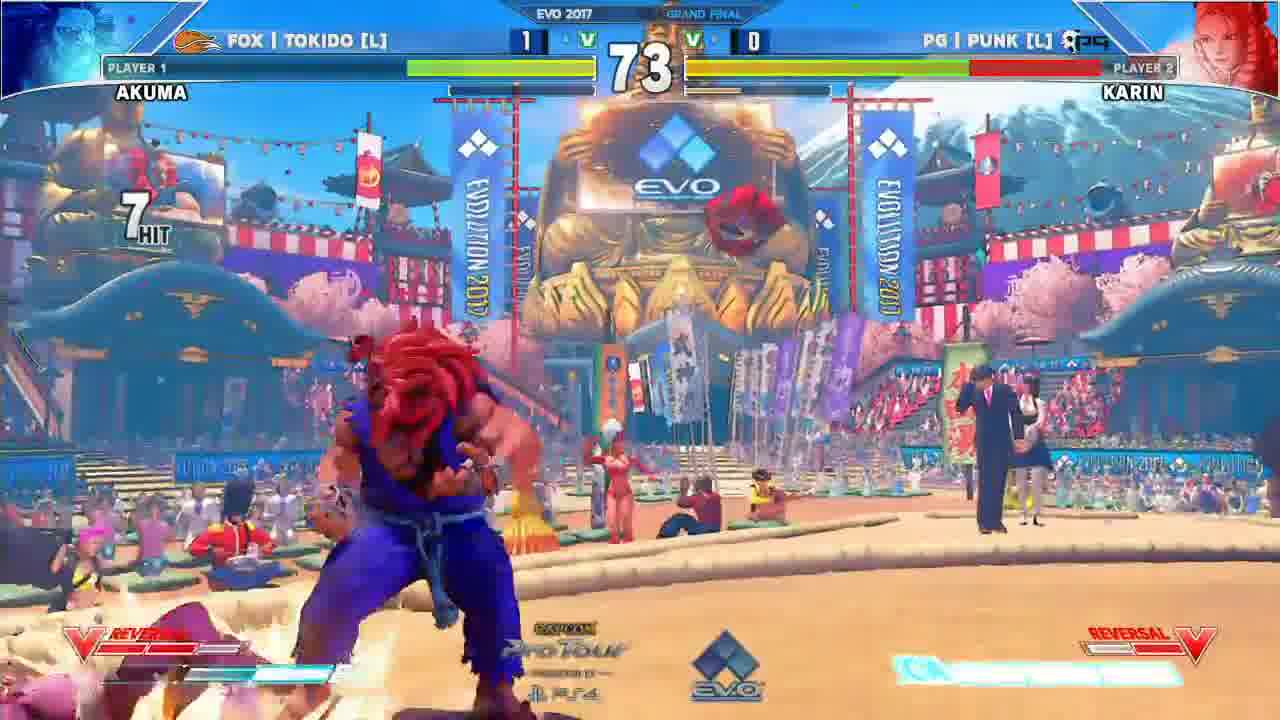 EVO 2017
GRAND FINAL
FOX | TOKIDO [L]
1
V
73
V
0
PG | PUNK [L]
PLAYER 1
PLAYER 2
AKUMA
KARIN
EVO
EVOLUTION 2017
EVOLUTION 2017
7 HIT
REVERSAL
REVERSAL
V
V
CAPCOM
Pro Tour
PS4
EVO